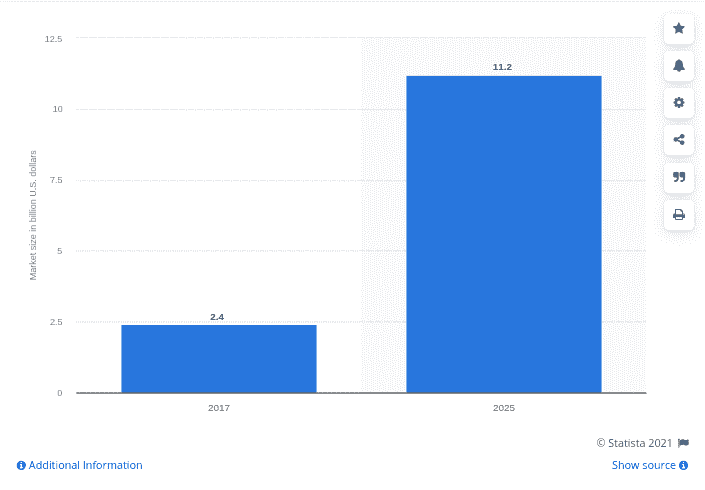 12.5
10
7.5
5
2.5
0
Market size in billion U.S. dollars
2.4
11.2
2017
2025
© Statista 2021
Additional Information
Show source